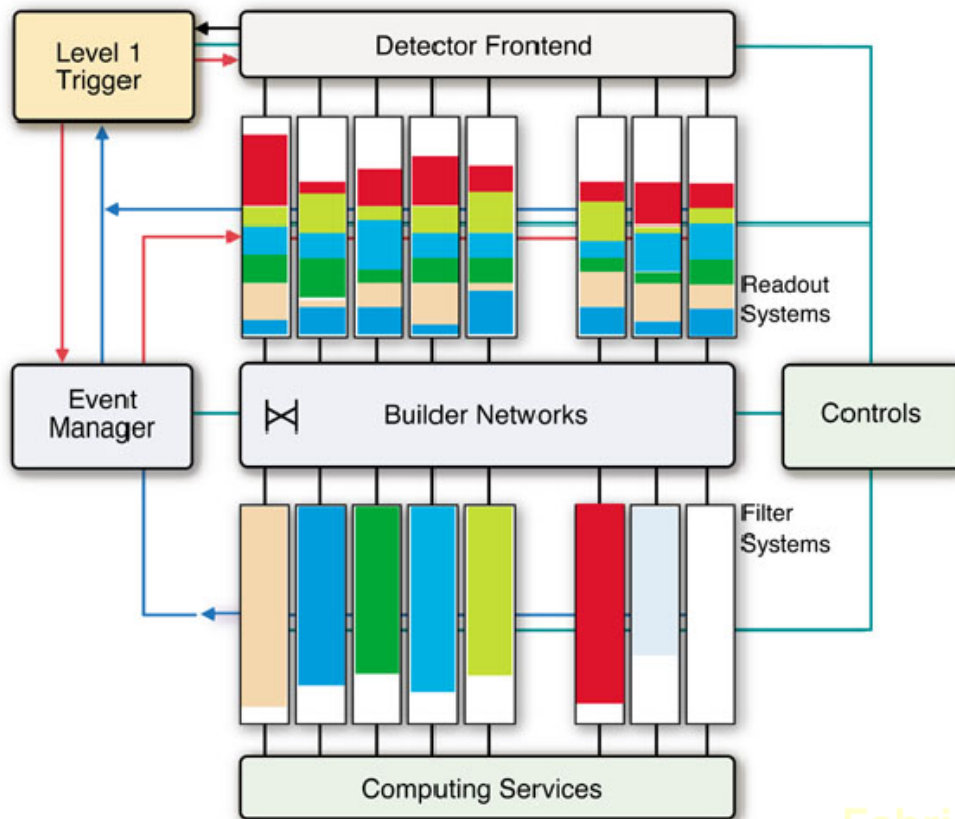 Level 1
Trigger
Detector Frontend
Readout
Systems
Event
Manager
Builder Networks
Controls
Filter
Systems
Computing Services